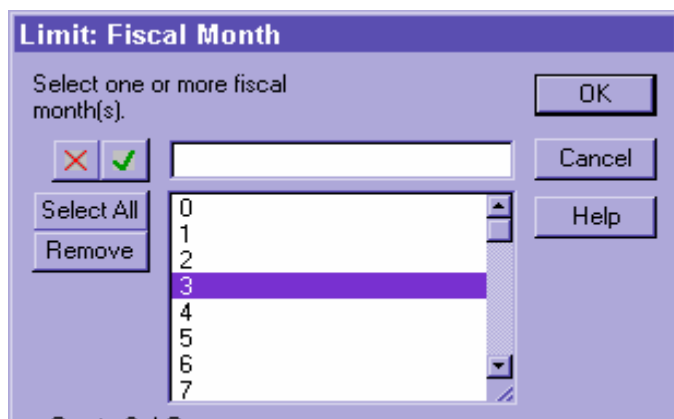 Limit: Fiscal Month
Select one or more fiscal
month(s).
OK
Cancel
Select All
Remove
Help
0
1
2
3
4
5
6
7